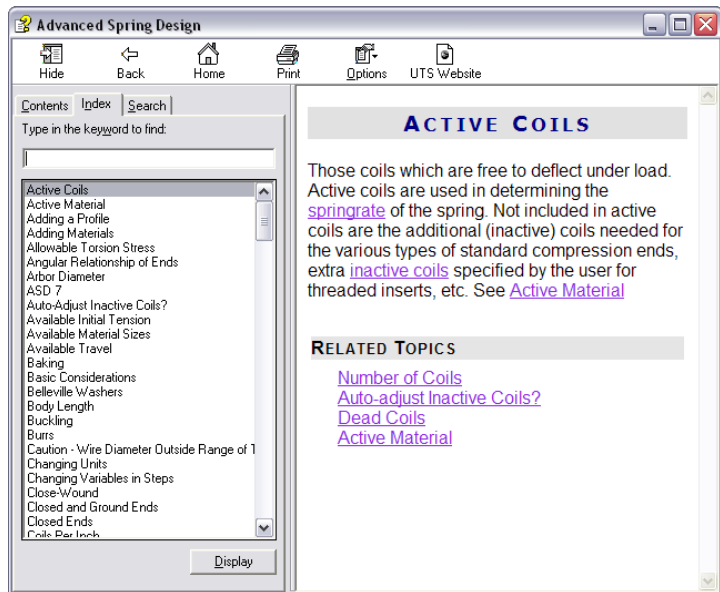 Advanced Spring Design
Hide Back Home Print Options UTS Website
Contents Index Search
Type in the keyword to find:
Active Coils
Active Material
Adding a Profile
Adding Materials
Allowable Torsion Stress
Angular Relationship of Ends
Arbor Diameter
ASD 7
Auto-Adjust Inactive Coils?
Available Initial Tension
Available Material Sizes
Available Travel
Baking
Basic Considerations
Belleville Washers
Body Length
Buckling
Burrs
Caution - Wire Diameter Outside Range of T
Changing Units
Changing Variables in Steps
Close-Wound
Closed and Ground Ends
Closed Ends
Coils Per Inch
Display
ACTIVE COILS
Those coils which are free to deflect under load.
Active coils are used in determining the
springrate of the spring. Not included in active
coils are the additional (inactive) coils needed for
the various types of standard compression ends,
extra inactive coils specified by the user for
threaded inserts, etc. See Active Material
RELATED TOPICS
Number of Coils
Auto-adjust Inactive Coils?
Dead Coils
Active Material